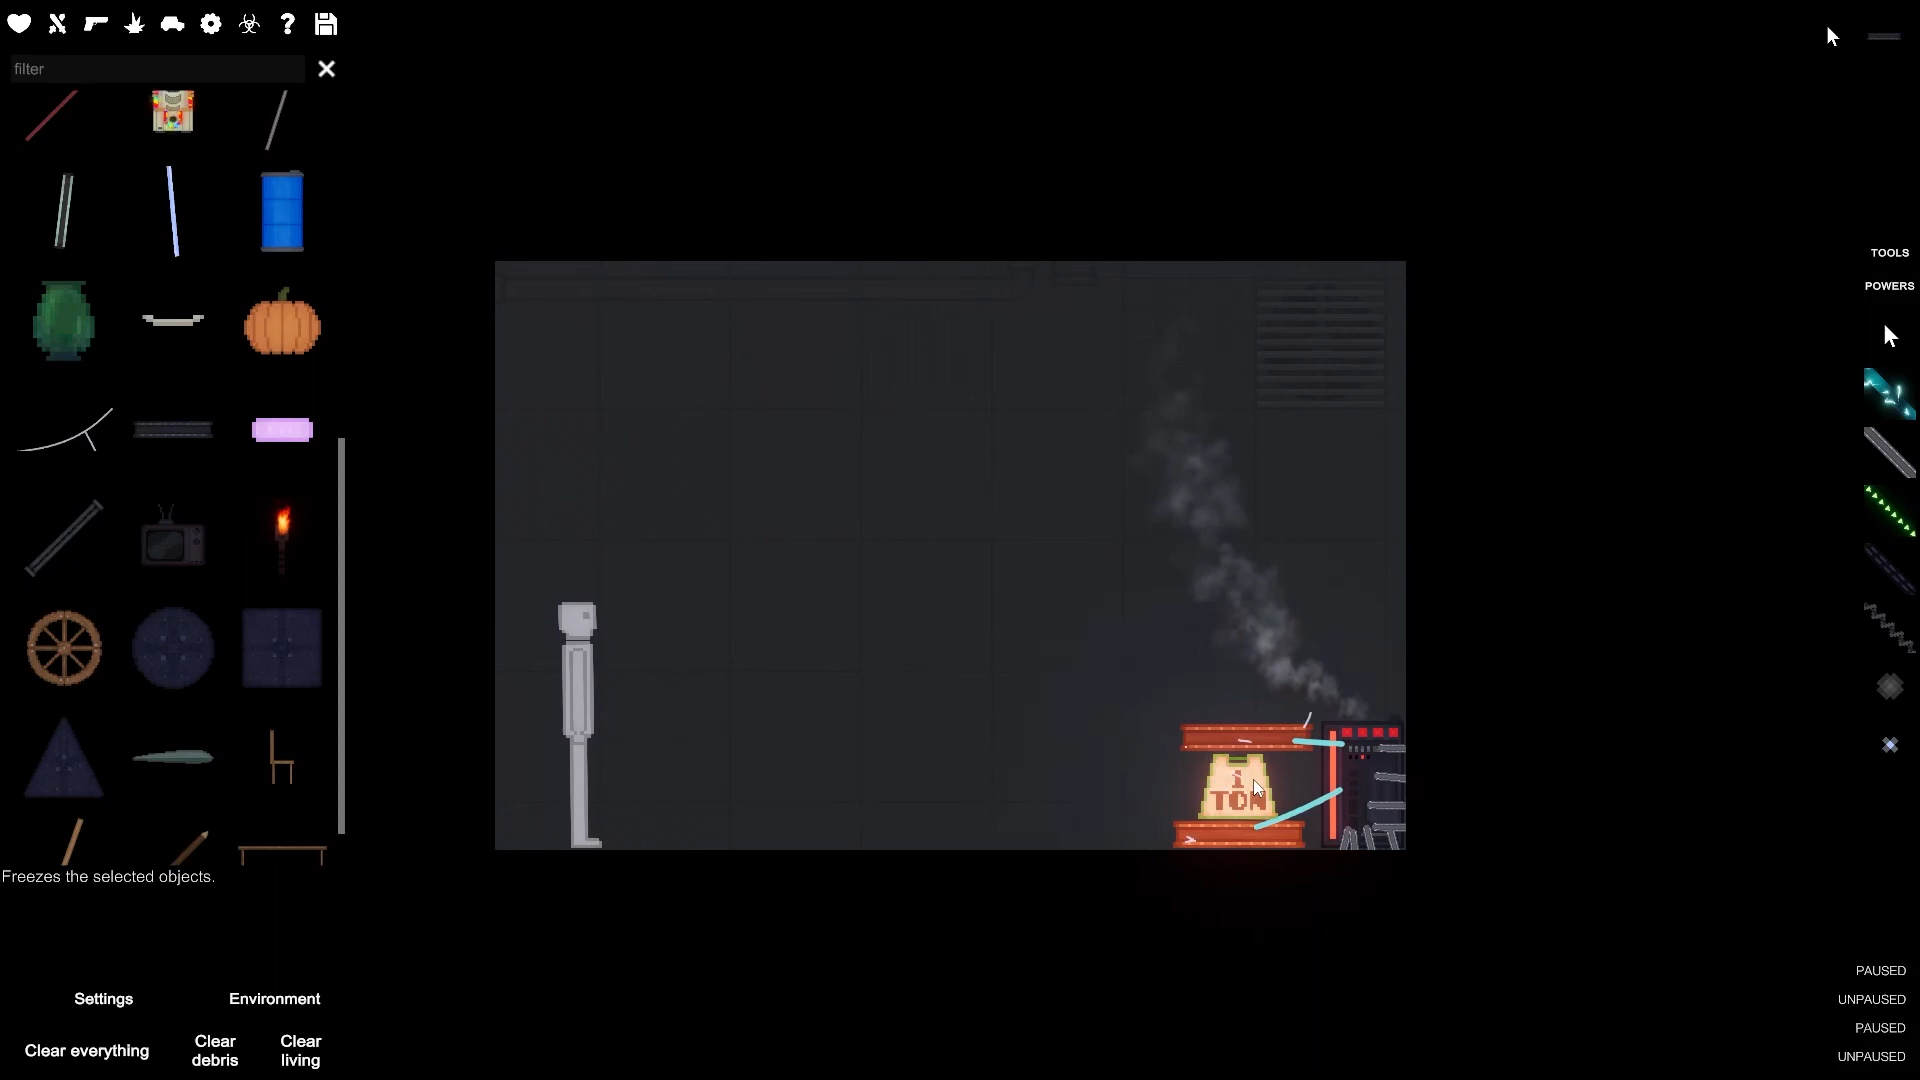 filter
TOOLS
POWERS
1
TON
Freezes the selected objects.
Settings
Environment
Clear everything
Clear
debris
Clear
living
PAUSED
UNPAUSED
PAUSED
UNPAUSED